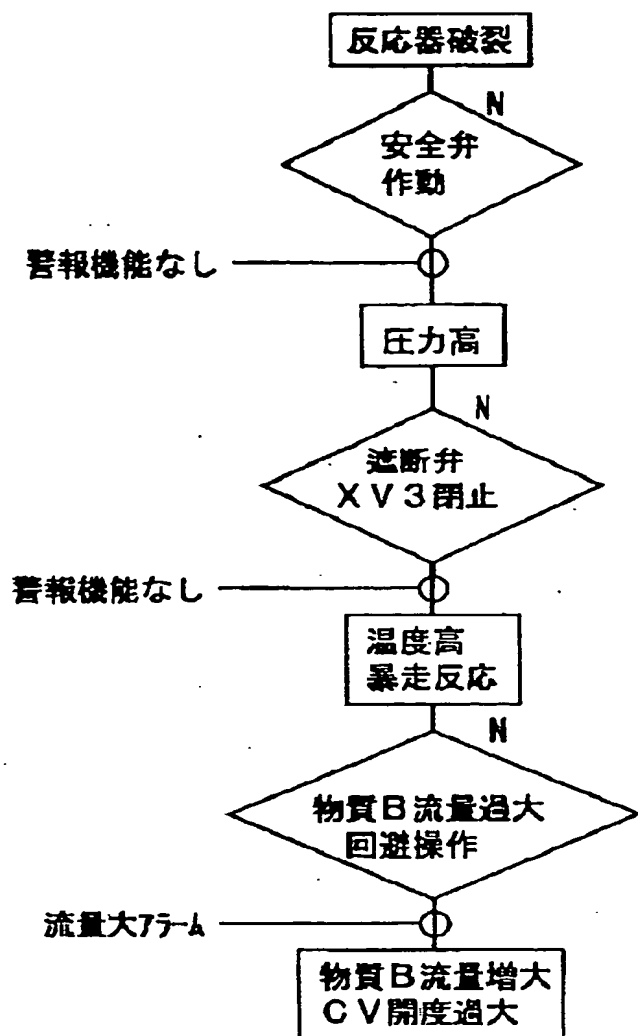 反応器破裂
N
安全弁
作動
警報機能なし
圧力高
N
遮断弁
XV3閉止
警報機能なし
温度高
暴走反応
N
物質B流量過大
回避操作
流量大アラーム
物質B流量増大
CV開度過大